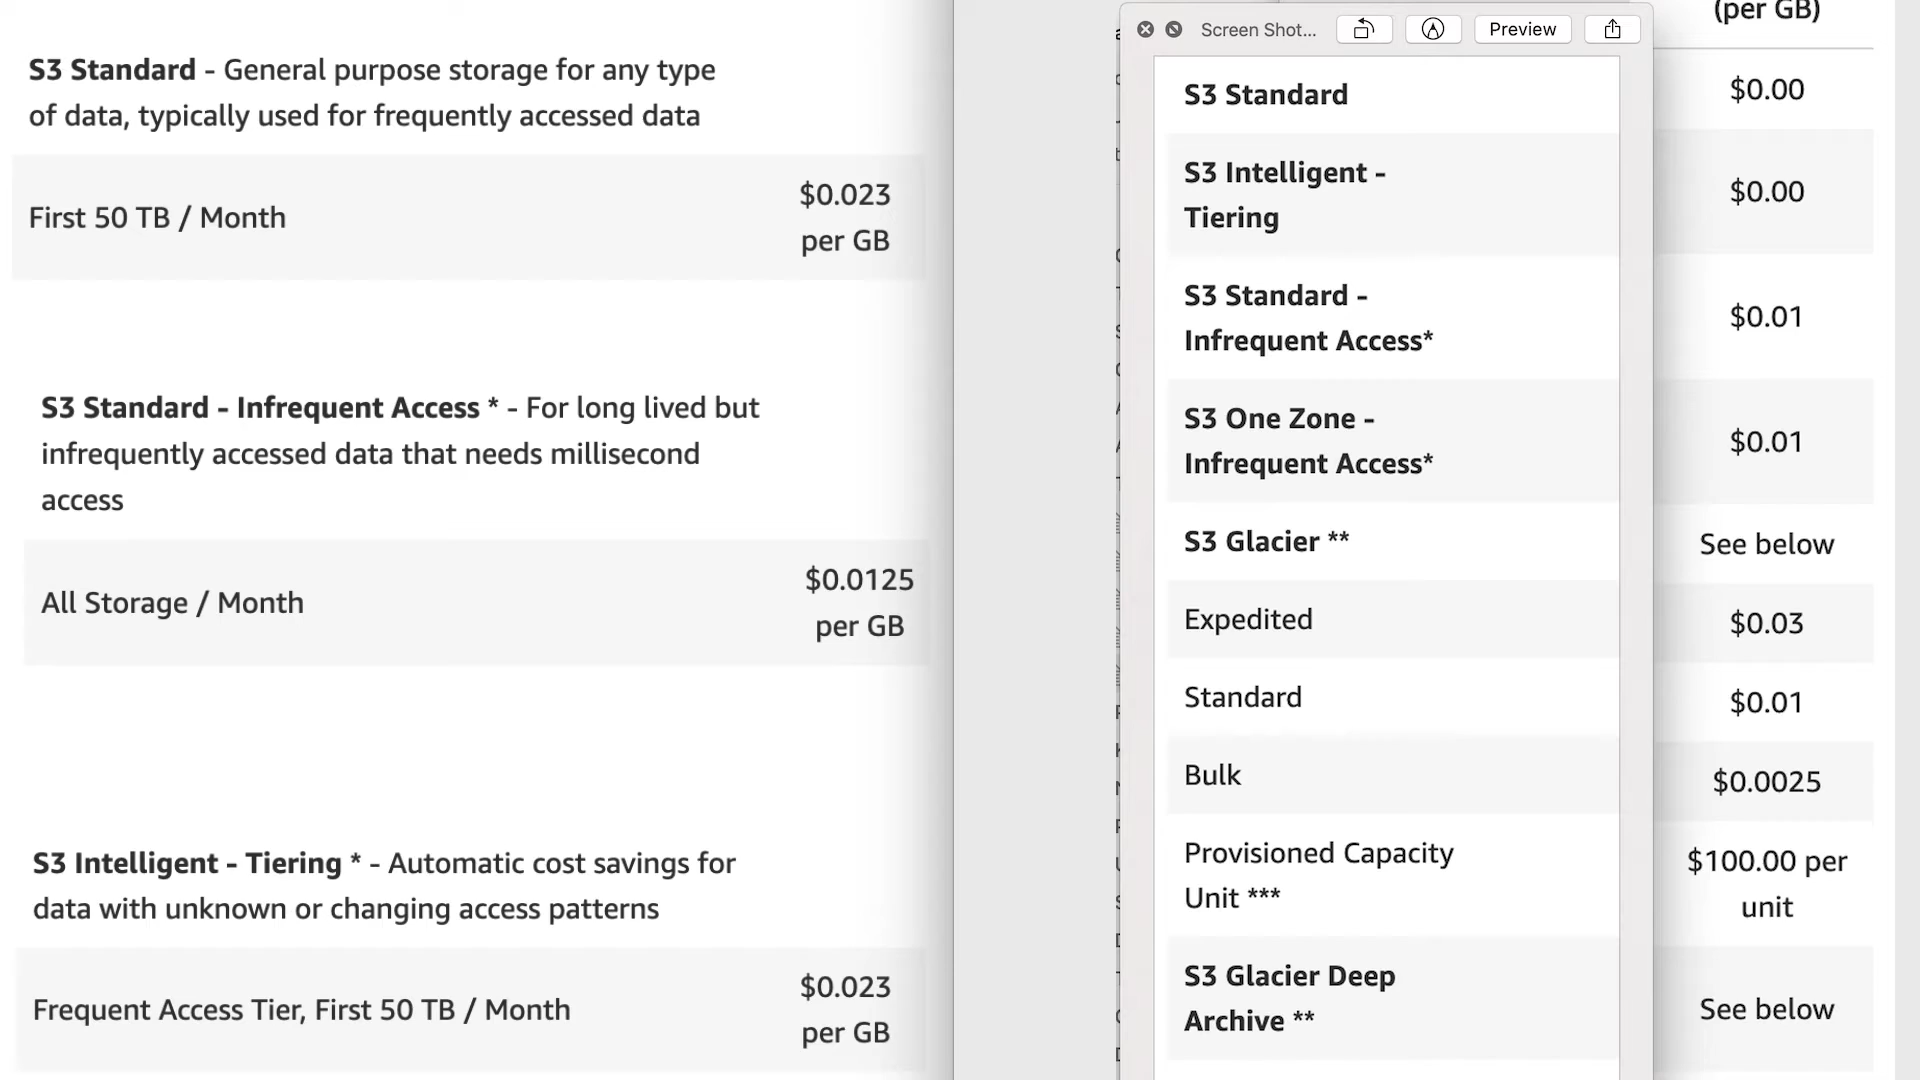 S3 Standard - General purpose storage for any type
of data, typically used for frequently accessed data
First 50 TB / Month
$0.023
per GB
S3 Standard - Infrequent Access * - For long lived but
infrequently accessed data that needs millisecond
access
All Storage / Month
$0.0125
per GB
S3 Intelligent - Tiering * - Automatic cost savings for
data with unknown or changing access patterns
Frequent Access Tier, First 50 TB / Month
$0.023
per GB
Screen Shot...
Preview
S3 Standard
S3 Intelligent -
Tiering
S3 Standard -
Infrequent Access*
S3 One Zone -
Infrequent Access*
S3 Glacier **
Expedited
Standard
Bulk
Provisioned Capacity
Unit ***
S3 Glacier Deep
Archive **
(per GB)
$0.00
$0.00
$0.01
$0.01
See below
$0.03
$0.01
$0.0025
$100.00 per
unit
See below